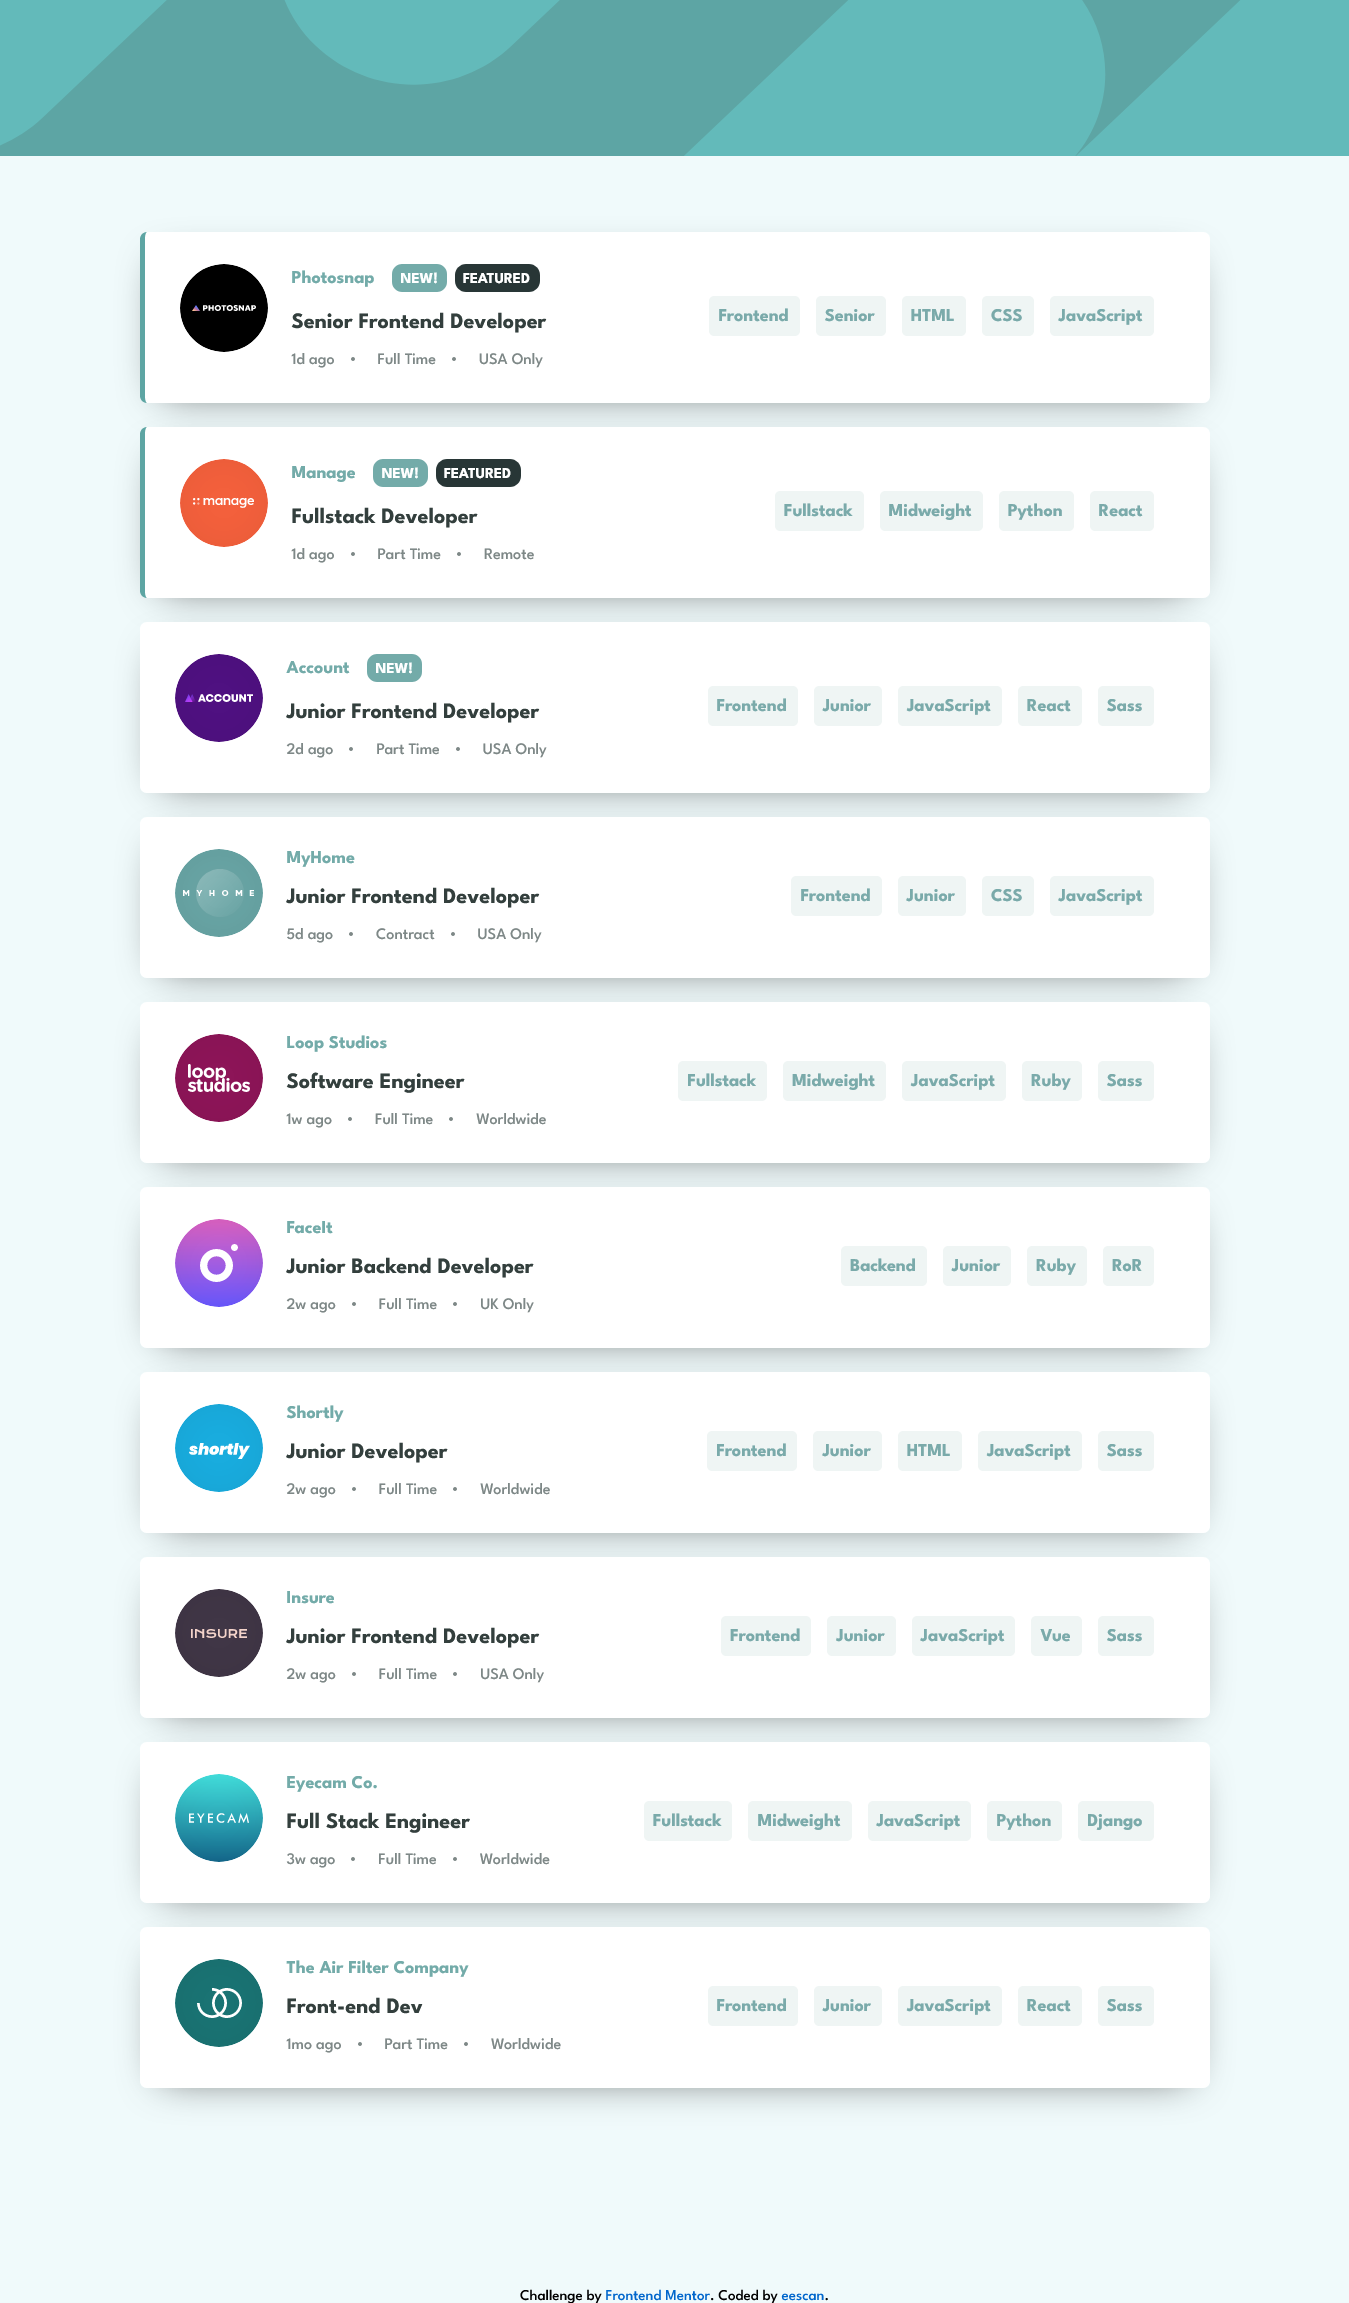 PHOTOSNAP
Photosnap NEW! FEATURED
Senior Frontend Developer
1d ago • Full Time • USA Only
Frontend Senior HTML CSS JavaScript
manage
Manage NEW! FEATURED
Fullstack Developer
1d ago • Part Time • Remote
Fullstack Midweight Python React
ACCOUNT
Account NEW!
Junior Frontend Developer
2d ago • Part Time • USA Only
Frontend Junior JavaScript React Sass
MYHOME
MyHome
Junior Frontend Developer
5d ago • Contract • USA Only
Frontend Junior CSS JavaScript
loop
studios
Loop Studios
Software Engineer
1w ago • Full Time • Worldwide
Fullstack Midweight JavaScript Ruby Sass
FaceIt
Junior Backend Developer
2w ago • Full Time • UK Only
Backend Junior Ruby RoR
shortly
Shortly
Junior Developer
2w ago • Full Time • Worldwide
Frontend Junior HTML JavaScript Sass
INSURE
Insure
Junior Frontend Developer
2w ago • Full Time • USA Only
Frontend Junior JavaScript Vue Sass
EYECAM
Eyecam Co.
Full Stack Engineer
3w ago • Full Time • Worldwide
Fullstack Midweight JavaScript Python Django
The Air Filter Company
Front-end Dev
1mo ago • Part Time • Worldwide
Frontend Junior JavaScript React Sass
Challenge by Frontend Mentor. Coded by eescan.